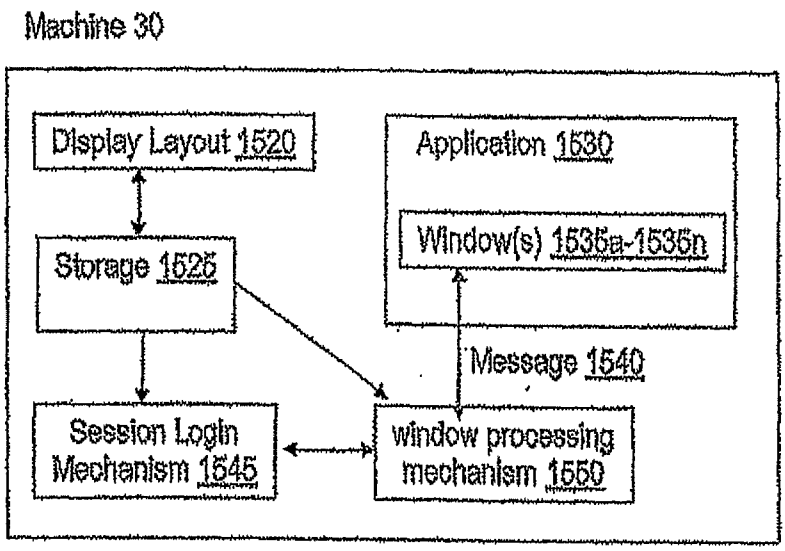 Machine 30
Display Layout 1520
Application 1530
Window(s) 1535a-1535n
Storage 1525
Message 1540
Session Login
Mechanism 1545
window processing
mechanism 1550